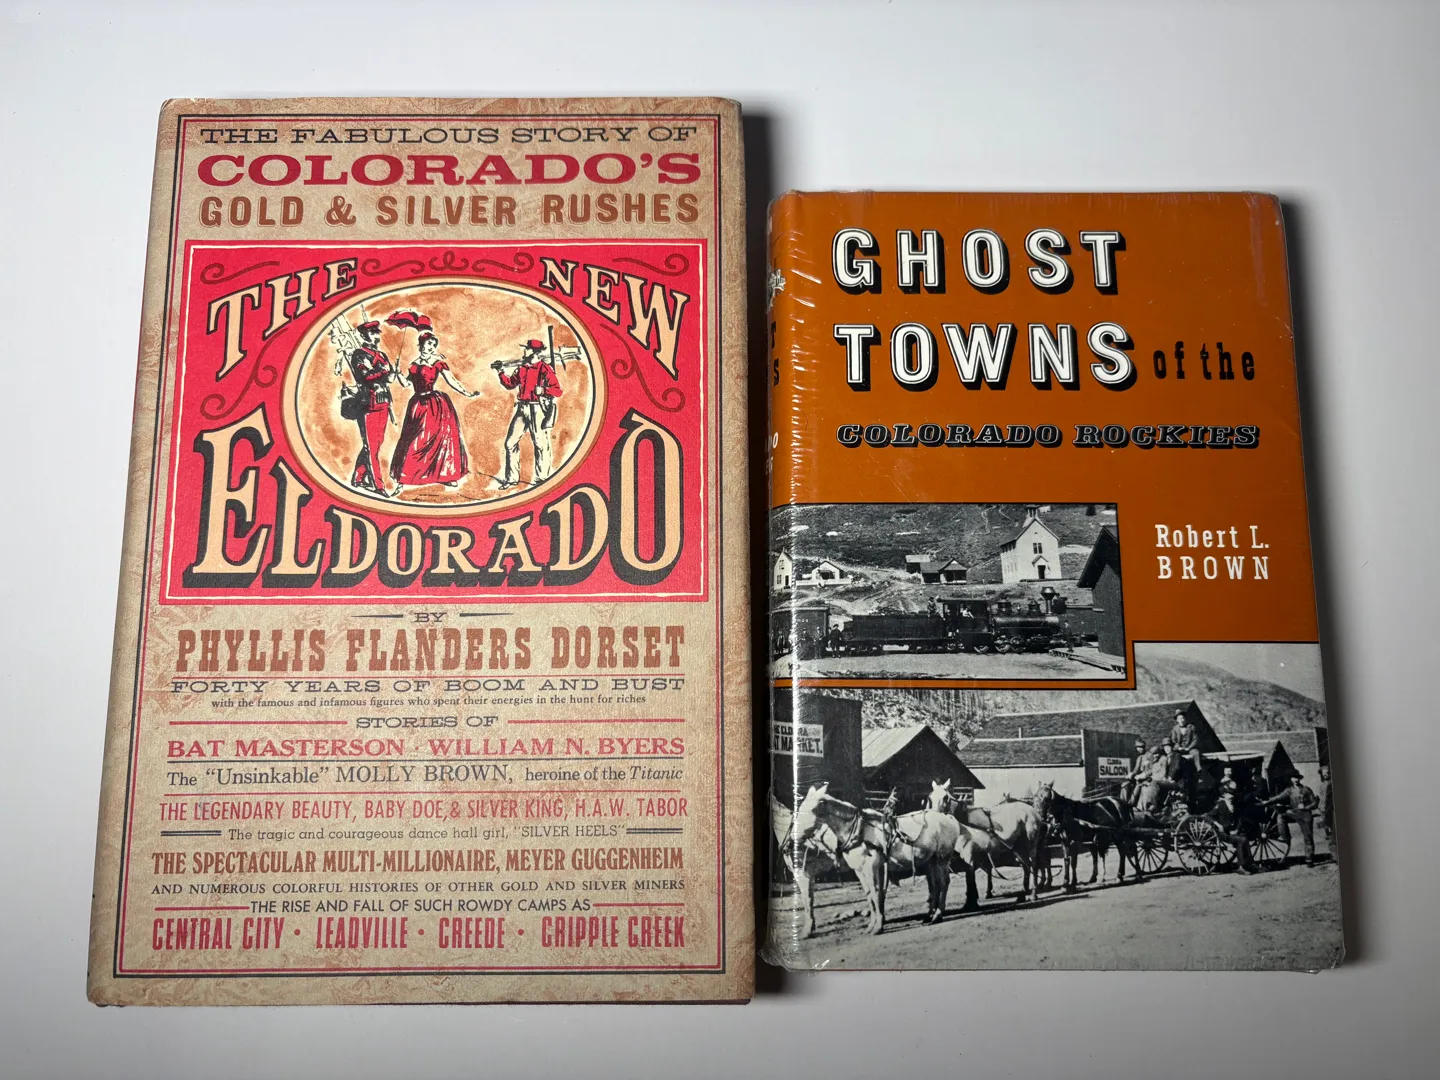 THE FABULOUS STORY OF
COLORADO'S
GOLD & SILVER RUSHES
THE NEW
ELDORADO
BY
PHYLLIS FLANDERS DORSET
FORTY YEARS OF BOOM AND BUST
with the famous and infamous figures who spent their energies in the hunt for riches
STORIES OF
BAT MASTERSON · WILLIAM N. BYERS
The "Unsinkable" MOLLY BROWN, heroine of the Titanic
THE LEGENDARY BEAUTY, BABY DOE, & SILVER KING, H.A.W. TABOR
The tragic and courageous dance hall girl, "SILVER HEELS"
THE SPECTACULAR MULTI-MILLIONAIRE, MEYER GUGGENHEIM
AND NUMEROUS COLORFUL HISTORIES OF OTHER GOLD AND SILVER MINERS
THE RISE AND FALL OF SUCH ROWDY CAMPS AS
CENTRAL CITY · LEADVILLE · CREEDE · CRIPPLE CREEK
GHOST
TOWNS of the
COLORADO ROCKIES
Robert L.
BROWN
ELDORA
MARKET.
ELDORA
SALOON